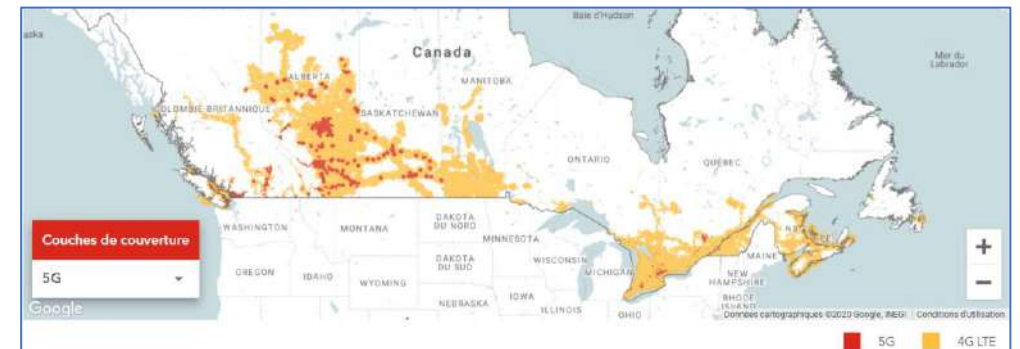 Baie d'Hudson
aska
Canada
Mer du
Labrador
ALBERTA
MANITOBA
COLOMBIE-BRITANNIQUE
SASKATCHEWAN
ONTARIO
QUÉBEC
WASHINGTON
MONTANA
DAKOTA
DU NORD
MINNESOTA
N.-B.
MAINE
Couches de couverture
5G
OREGON
IDAHO
WYOMING
DAKOTA
DU SUD
WISCONSIN
MICHIGAN
NEW
HAMPSHIRE
NEBRASKA
IOWA
ILLINOIS
OHIO
RHODE
ISLAND
+
−
Google
Données cartographiques ©2020 Google, INEGI
Conditions d'utilisation
5G
4G LTE